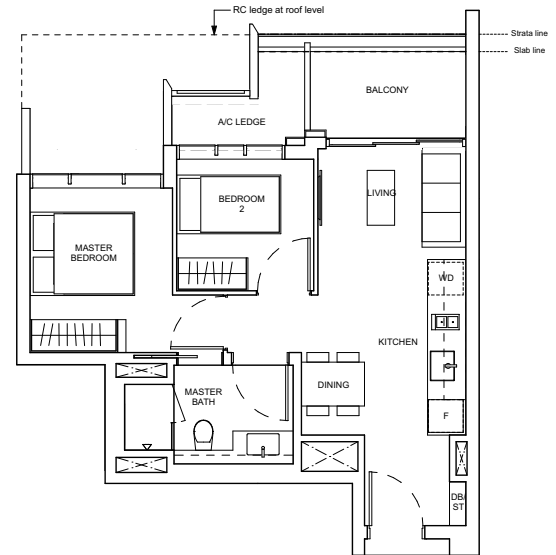 RC ledge at roof level
Strata line
Slab line
BALCONY
A/C LEDGE
LIVING
BEDROOM
2
MASTER
BEDROOM
WD
KITCHEN
DINING
MASTER
BATH
F
DB/
ST